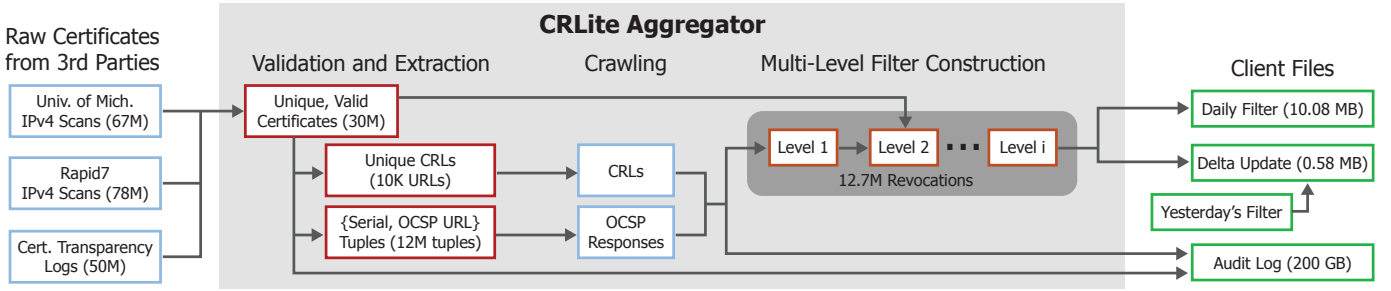 CRLite Aggregator
Raw Certificates
from 3rd Parties
Validation and Extraction
Crawling
Multi-Level Filter Construction
Client Files
Univ. of Mich.
IPv4 Scans (67M)
Rapid7
IPv4 Scans (78M)
Cert. Transparency
Logs (50M)
Unique, Valid
Certificates (30M)
Unique CRLs
(10K URLs)
{Serial, OCSP URL}
Tuples (12M tuples)
CRLs
OCSP
Responses
Level 1
Level 2
Level i
12.7M Revocations
Daily Filter (10.08 MB)
Delta Update (0.58 MB)
Yesterday's Filter
Audit Log (200 GB)